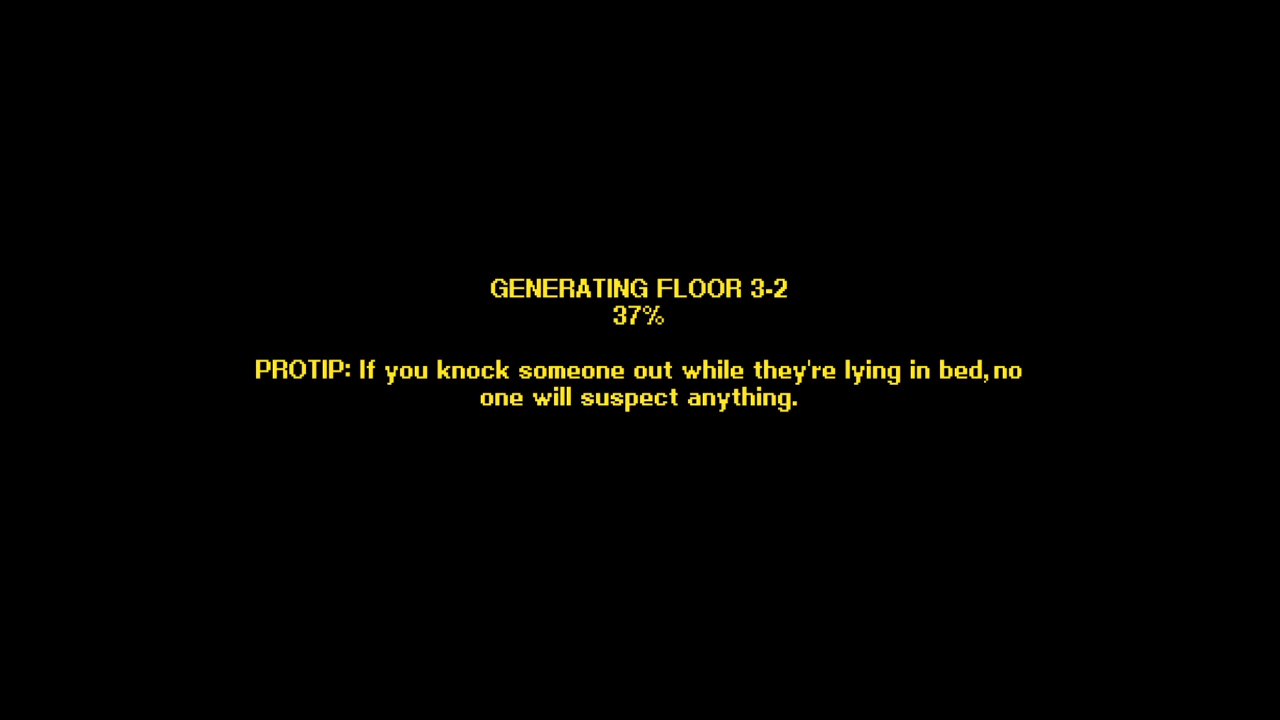 GENERATING FLOOR 3-2
37%
PROTIP: If you knock someone out while they're lying in bed, no
one will suspect anything.